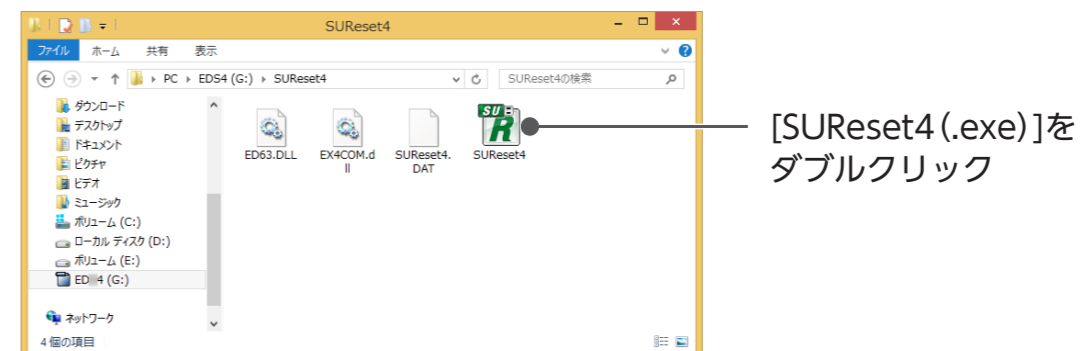 SUReset4
ファイル ホーム 共有 表示
PC EDS4 (G:) SUReset4 SUReset4の検索
ダウンロード
デスクトップ
ドキュメント
ピクチャ
ビデオ
ミュージック
ボリューム (C:)
ローカル ディスク (D:)
ボリューム (E:)
ED 4 (G:)
ネットワーク
SU
R
ED63.DLL EX4COM.d SUReset4. SUReset4
ll DAT
4 個の項目
[SUReset4(.exe)]を
ダブルクリック